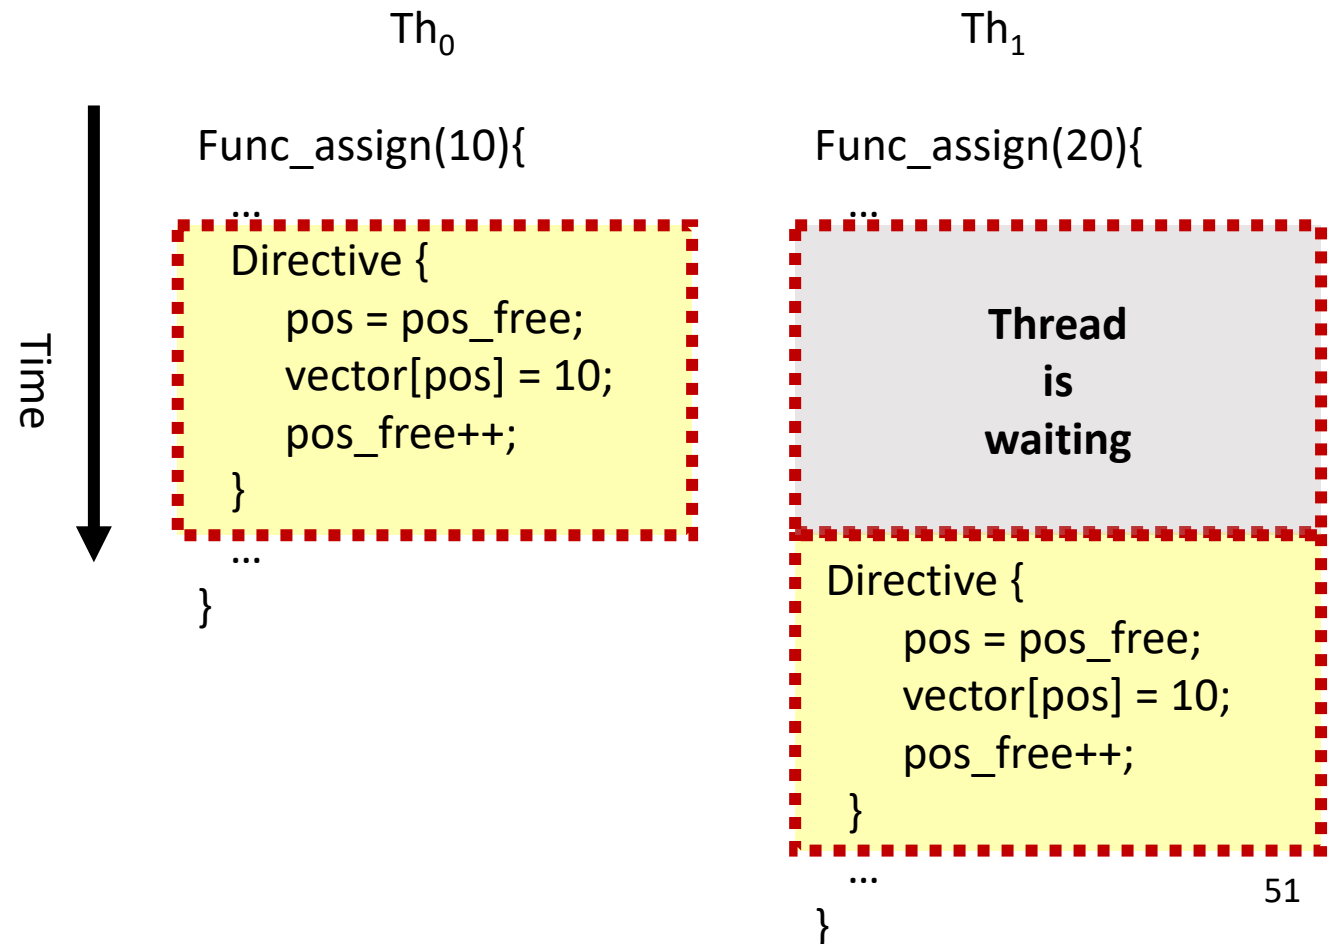 Th0
Th1
Time
Func_assign(10){
...
Directive {
pos = pos_free;
vector[pos] = 10;
pos_free++;
}
...
}
Func_assign(20){
...
Thread
is
waiting
Directive {
pos = pos_free;
vector[pos] = 10;
pos_free++;
}
...
}
51